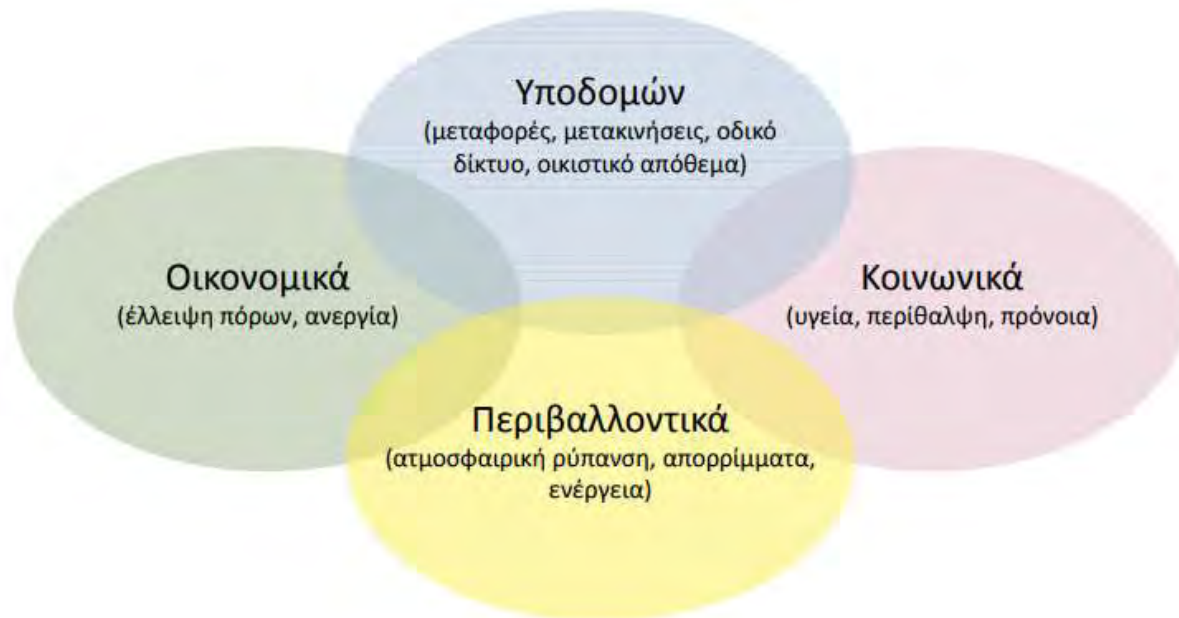 Υποδομών
(μεταφορές, μετακινήσεις, οδικό
δίκτυο, οικιστικό απόθεμα)
Οικονομικά
(έλλειψη πόρων, ανεργία)
Κοινωνικά
(υγεία, περίθαλψη, πρόνοια)
Περιβαλλοντικά
(ατμοσφαιρική ρύπανση, απορρίμματα,
ενέργεια)